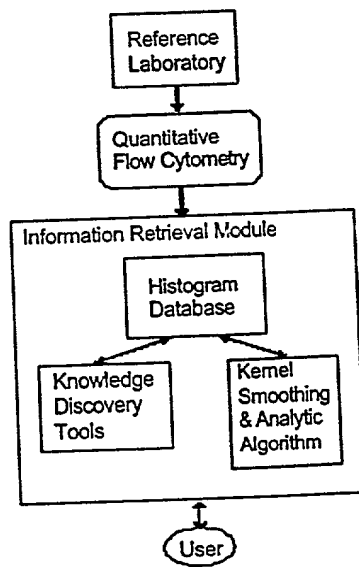 Reference
Laboratory
Quantitative
Flow Cytometry
Information Retrieval Module
Histogram
Database
Knowledge
Discovery
Tools
Kernel
Smoothing
& Analytic
Algorithm
User